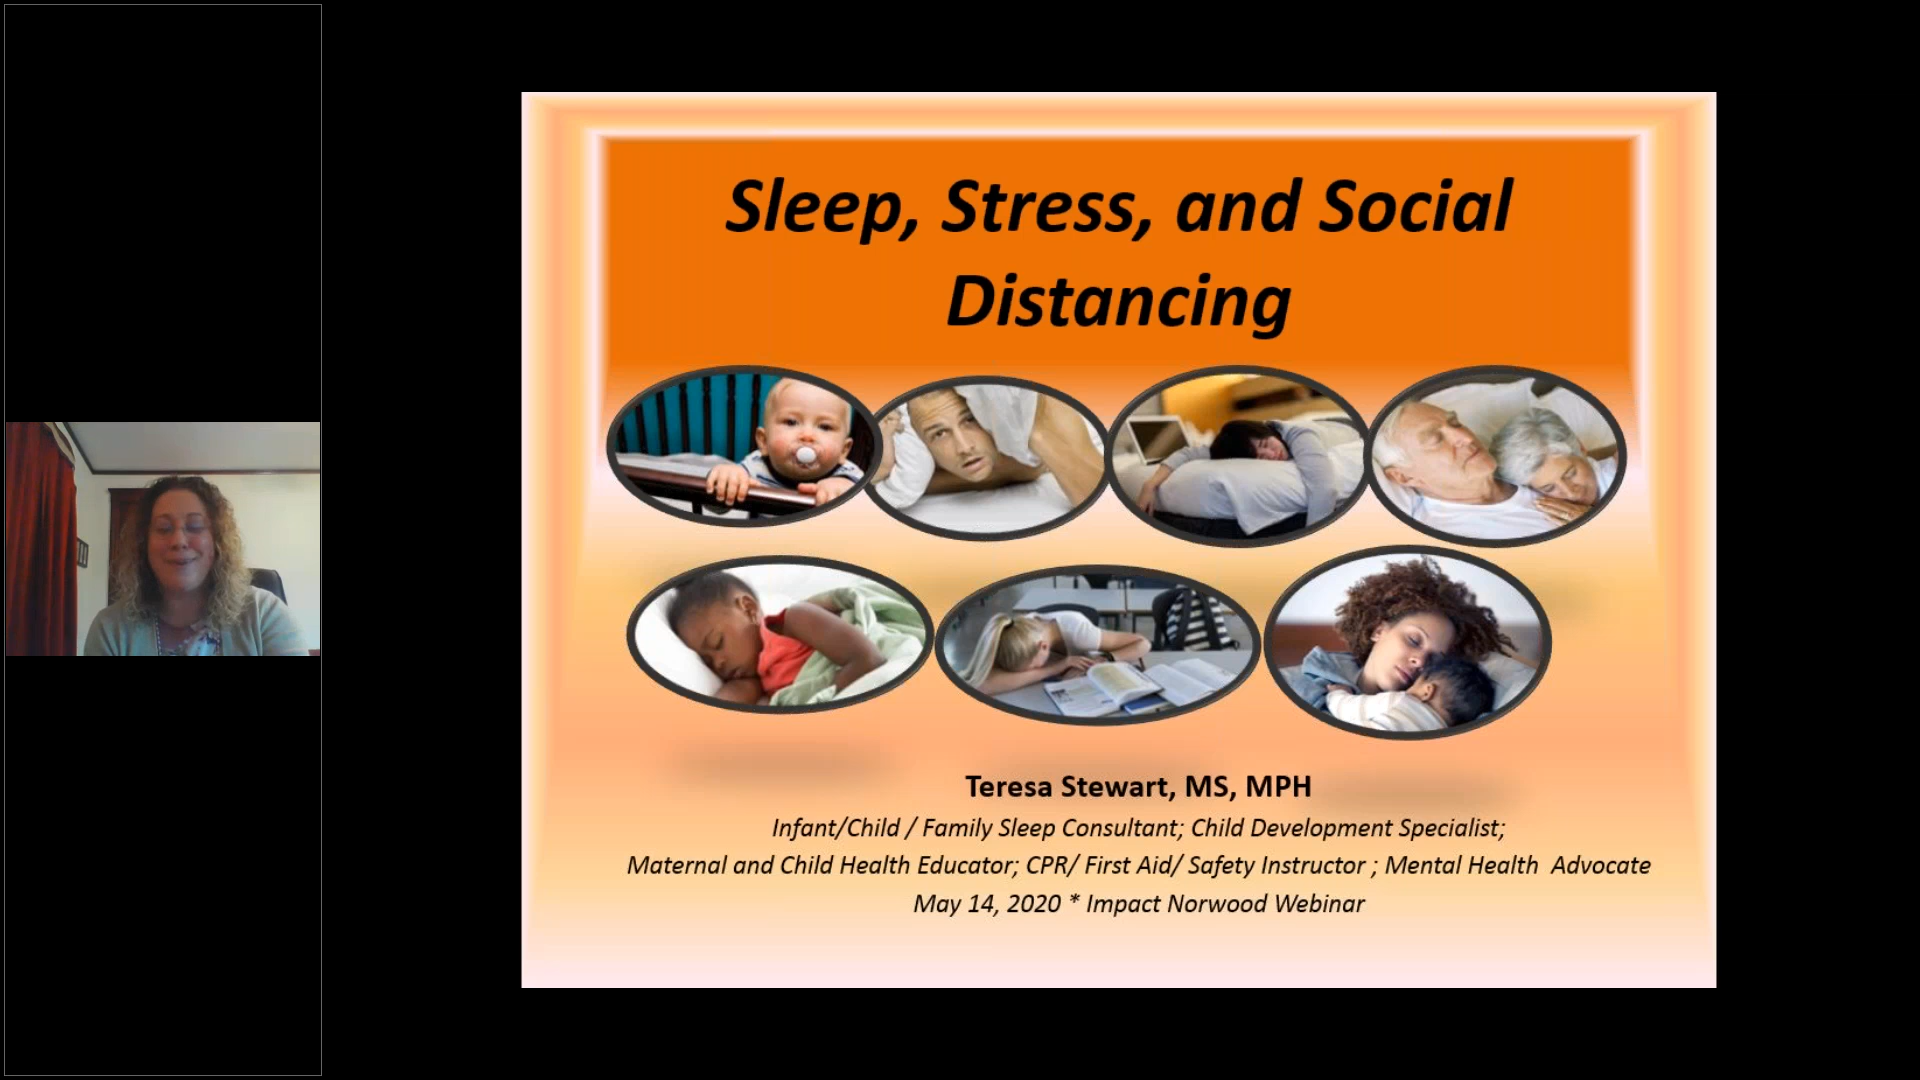 Sleep, Stress, and Social
Distancing
Teresa Stewart, MS, MPH
Infant/Child / Family Sleep Consultant; Child Development Specialist;
Maternal and Child Health Educator; CPR/ First Aid/ Safety Instructor ; Mental Health  Advocate
May 14, 2020 * Impact Norwood Webinar